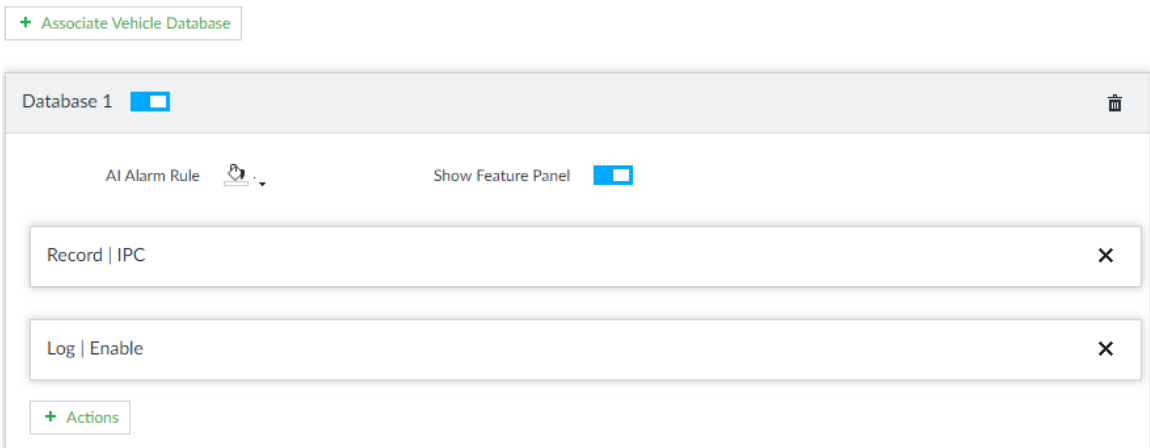 + Associate Vehicle Database
Database 1
AI Alarm Rule Show Feature Panel
Record | IPC
Log | Enable
+ Actions